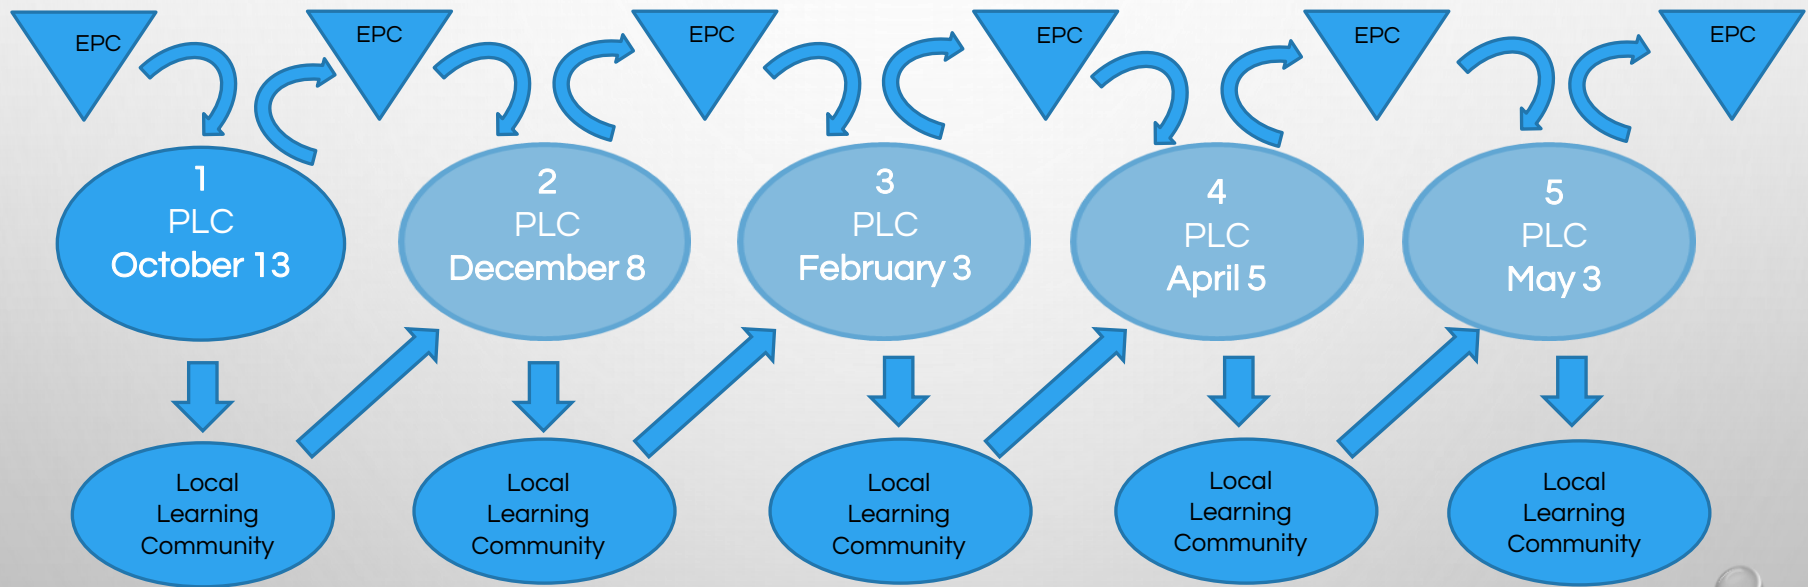 EPC
EPC
EPC
EPC
EPC
EPC
1
PLC
October 13
2
PLC
December 8
3
PLC
February 3
4
PLC
April 5
5
PLC
May 3
Local
Learning
Community
Local
Learning
Community
Local
Learning
Community
Local
Learning
Community
Local
Learning
Community